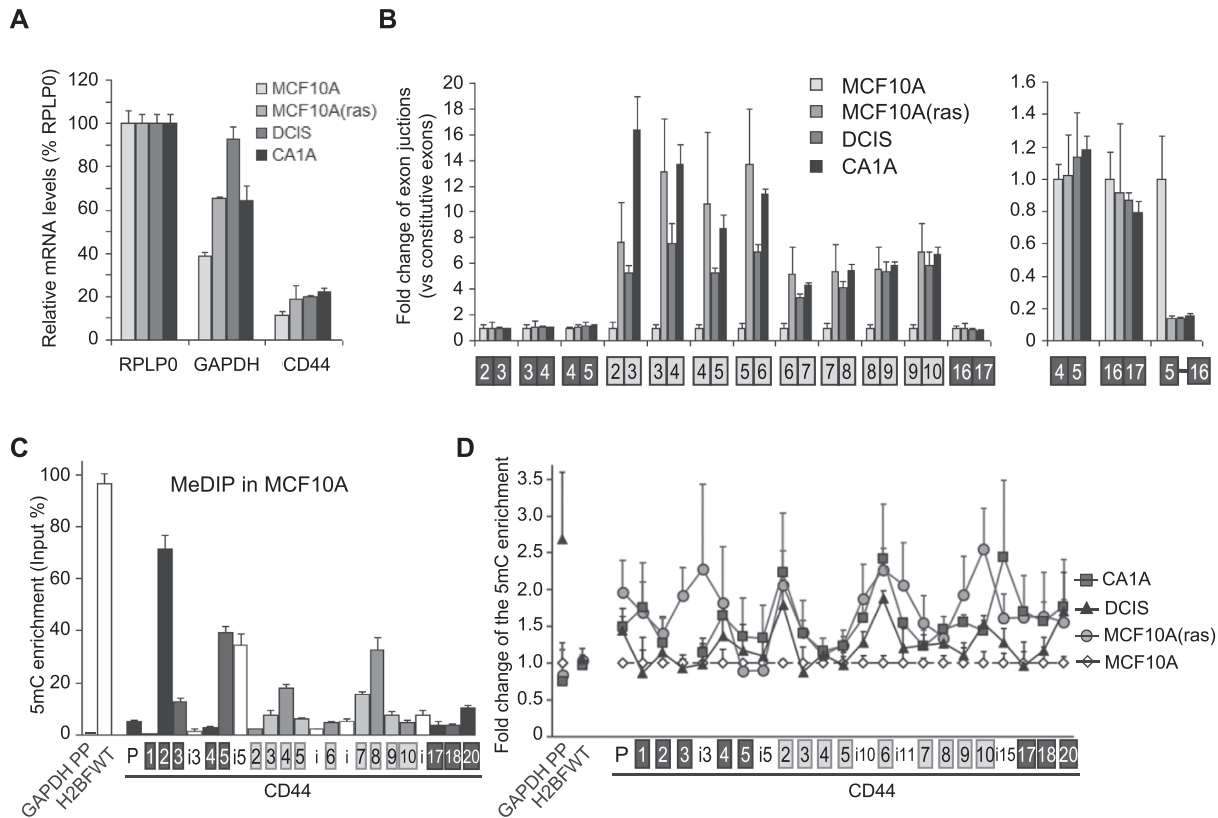 A
Relative mRNA levels (% RPLP0)
120
100
80
60
40
20
0
MCF10A
MCF10A(ras)
DCIS
CA1A
RPLP0 GAPDH CD44
B
Fold change of exon juctions
(vs constitutive exons)
20
18
16
14
12
10
8
6
4
2
0
MCF10A
MCF10A(ras)
DCIS
CA1A
2 3 3 4 4 5 2 3 3 4 4 5 5 6 6 7 7 8 8 9 9 10 16 17
1.6
1.4
1.2
1.0
0.8
0.6
0.4
0.2
0
4 5 16 17 5 16
C
5mC enrichment (Input %)
MeDIP in MCF10A
100
80
60
40
20
0
GAPDH PP
H2BFWT
P 1 2 3 i3 4 5 i5 2 3 4 5 i 6 i 7 8 9 10 i 17 18 20
CD44
D
Fold change of the 5mC enrichment
3.5
3.0
2.5
2.0
1.5
1.0
0.5
0
CA1A
DCIS
MCF10A(ras)
MCF10A
GAPDH PP
H2BFWT
P 1 2 3 i3 4 5 i5 2 3 4 5 i10 6 i11 7 8 9 10 i15 17 18 20
CD44